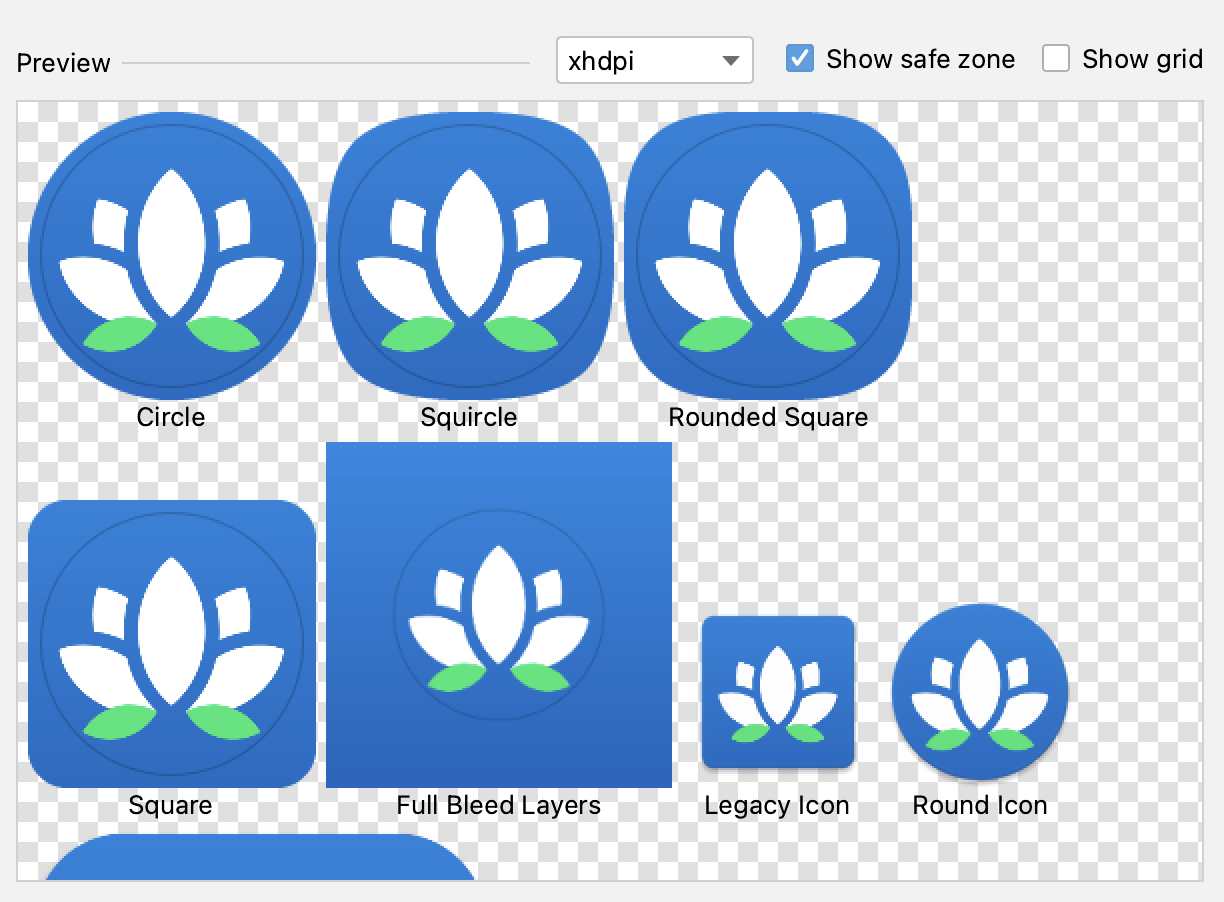 Preview xhdpi Show safe zone Show grid
Circle Squircle Rounded Square
Square Full Bleed Layers Legacy Icon Round Icon